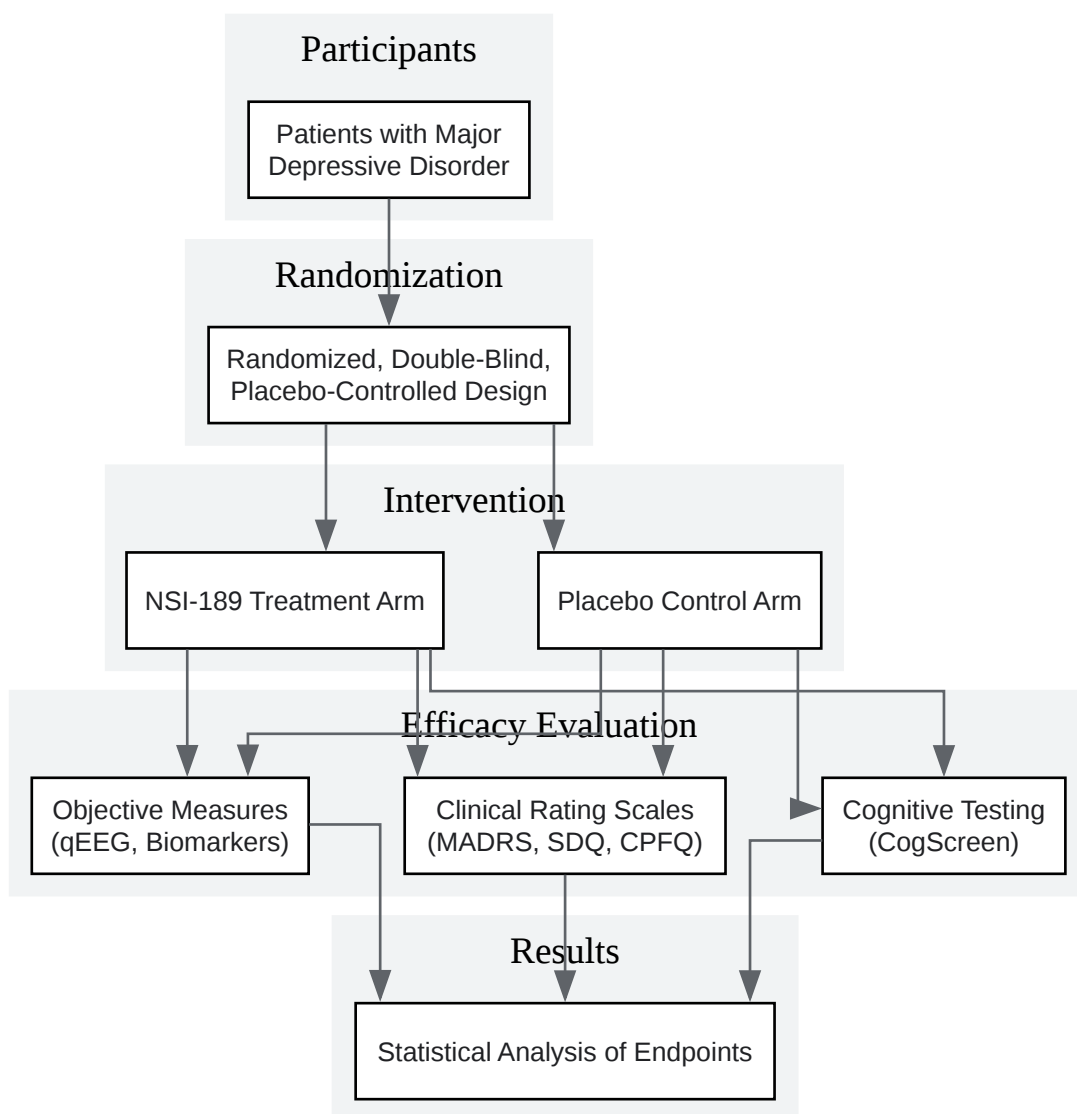 Participants
Patients with Major
Depressive Disorder
Randomization
Randomized, Double-Blind,
Placebo-Controlled Design
Intervention
NSI-189 Treatment Arm
Placebo Control Arm
Efficacy Evaluation
Objective Measures
(qEEG, Biomarkers)
Clinical Rating Scales
(MADRS, SDQ, CPFQ)
Cognitive Testing
(CogScreen)
Results
Statistical Analysis of Endpoints